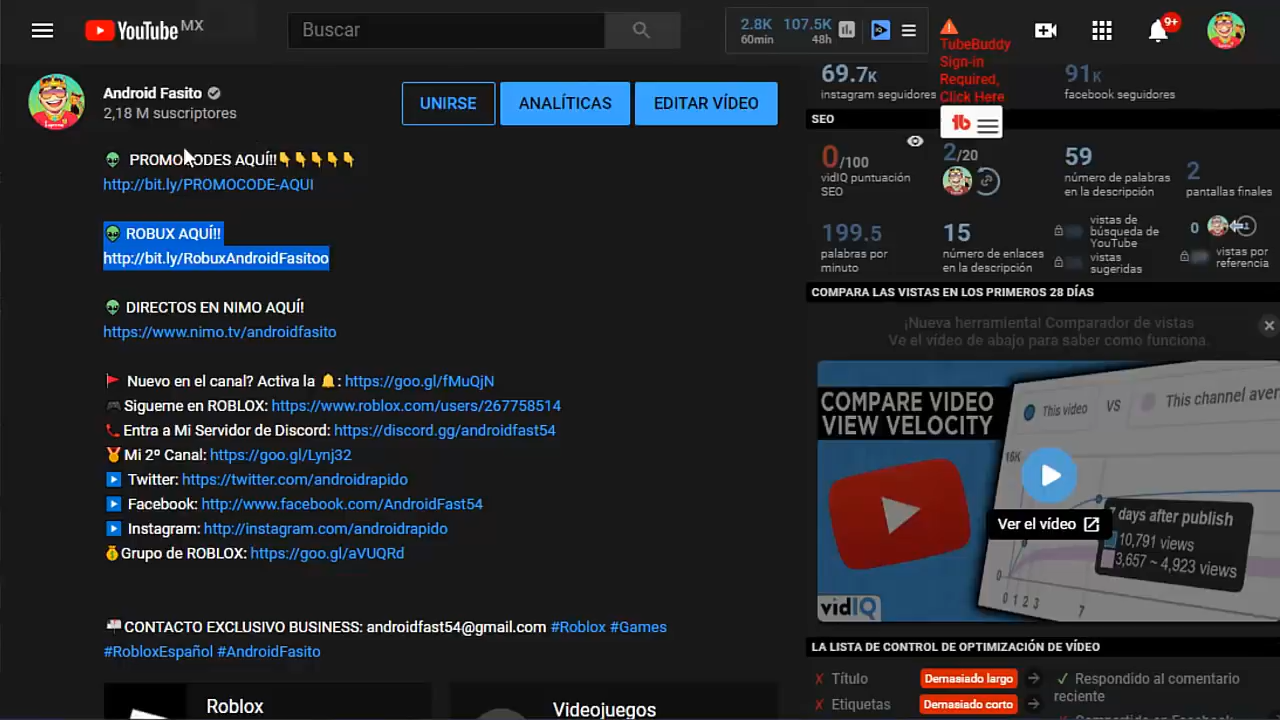 YouTube MX
Buscar
2.8K 107.5K
60min 48h
TubeBuddy
Sign-in
Required,
Click Here
9+
Android Fasito
2,18 M suscriptores
UNIRSE
ANALÍTICAS
EDITAR VÍDEO
69.7K
instagram seguidores
91K
facebook seguidores
👽 PROMOCODES AQUÍ!!👇👇👇👇👇
http://bit.ly/PROMOCODE-AQUI
👽 ROBUX AQUÍ!!
http://bit.ly/RobuxAndroidFasitoo
👽 DIRECTOS EN NIMO AQUÍ!
https://www.nimo.tv/androidfasito
🚩 Nuevo en el canal? Activa la 🔔: https://goo.gl/fMuQjN
🎮Sigueme en ROBLOX: https://www.roblox.com/users/267758514
📞Entra a Mi Servidor de Discord: https://discord.gg/androidfast54
🏅Mi 2º Canal: https://goo.gl/Lynj32
▶ Twitter: https://twitter.com/androidrapido
▶ Facebook: http://www.facebook.com/AndroidFast54
▶ Instagram: http://instagram.com/androidrapido
💰Grupo de ROBLOX: https://goo.gl/aVUQRd
📬CONTACTO EXCLUSIVO BUSINESS: androidfast54@gmail.com #Roblox #Games
#RobloxEspañol #AndroidFasito
Roblox
Videojuegos
SEO
0/100
vidIQ puntuación
SEO
2/20
59
número de palabras
en la descripción
2
pantallas finales
199.5
palabras por
minuto
15
número de enlaces
en la descripción
vistas de
búsqueda de
YouTube
vistas
sugeridas
0
vistas por
referencia
COMPARA LAS VISTAS EN LOS PRIMEROS 28 DÍAS
¡Nueva herramienta! Comparador de vistas
Ve el vídeo de abajo para saber como funciona.
COMPARE VIDEO
VIEW VELOCITY
This video VS This channel aver
16K
Ver el vídeo
7 days after publish
10,791 views
3,657 ~ 4,923 views
0
0 1 2 3 7
vidIQ
LA LISTA DE CONTROL DE OPTIMIZACIÓN DE VÍDEO
✗ Título Demasiado largo
✓ Respondido al comentario
reciente
✗ Etiquetas Demasiado corto